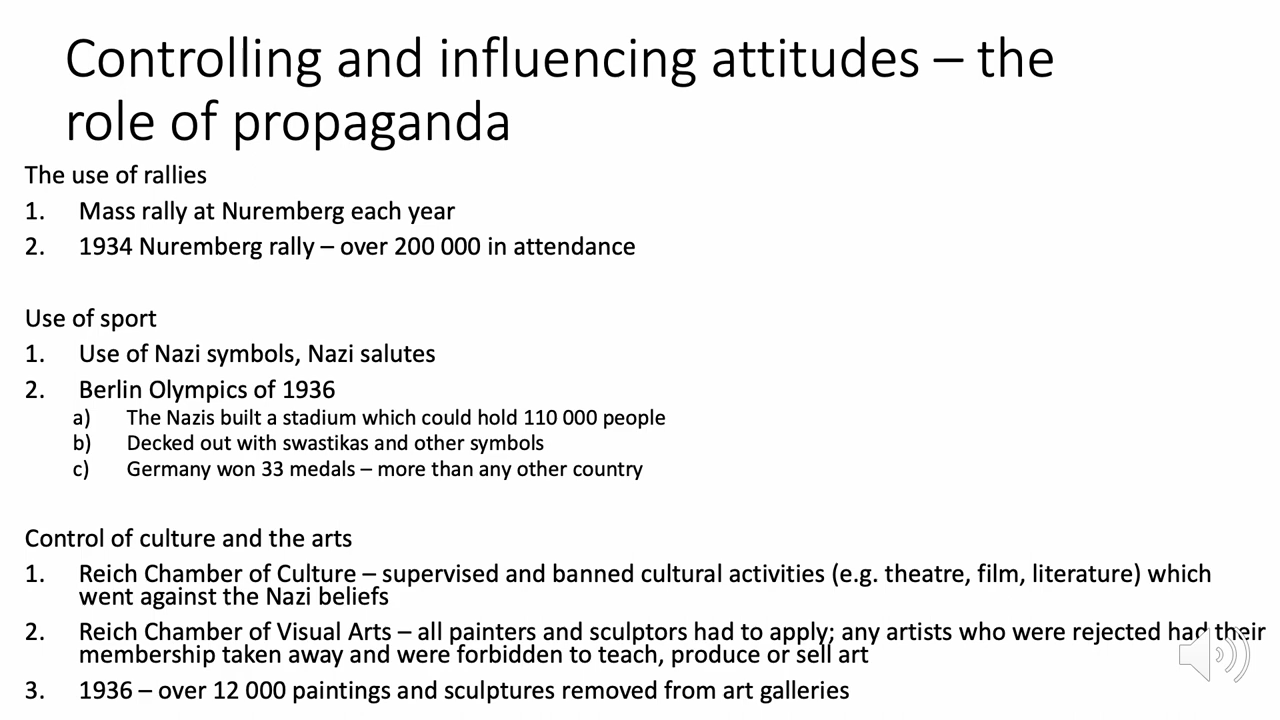 Controlling and influencing attitudes – the
role of propaganda
The use of rallies
1. Mass rally at Nuremberg each year
2. 1934 Nuremberg rally – over 200 000 in attendance
Use of sport
1. Use of Nazi symbols, Nazi salutes
2. Berlin Olympics of 1936
a) The Nazis built a stadium which could hold 110 000 people
b) Decked out with swastikas and other symbols
c) Germany won 33 medals – more than any other country
Control of culture and the arts
1. Reich Chamber of Culture – supervised and banned cultural activities (e.g. theatre, film, literature) which
went against the Nazi beliefs
2. Reich Chamber of Visual Arts – all painters and sculptors had to apply; any artists who were rejected had their
membership taken away and were forbidden to teach, produce or sell art
3. 1936 – over 12 000 paintings and sculptures removed from art galleries